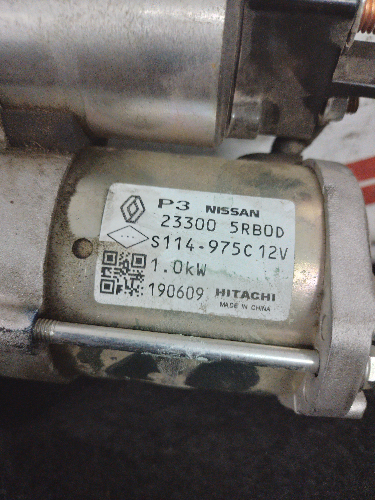 P3 NISSAN
23300 5RB0D
S114-975C 12V
1.0kW
190609 HITACHI
MADE IN CHINA